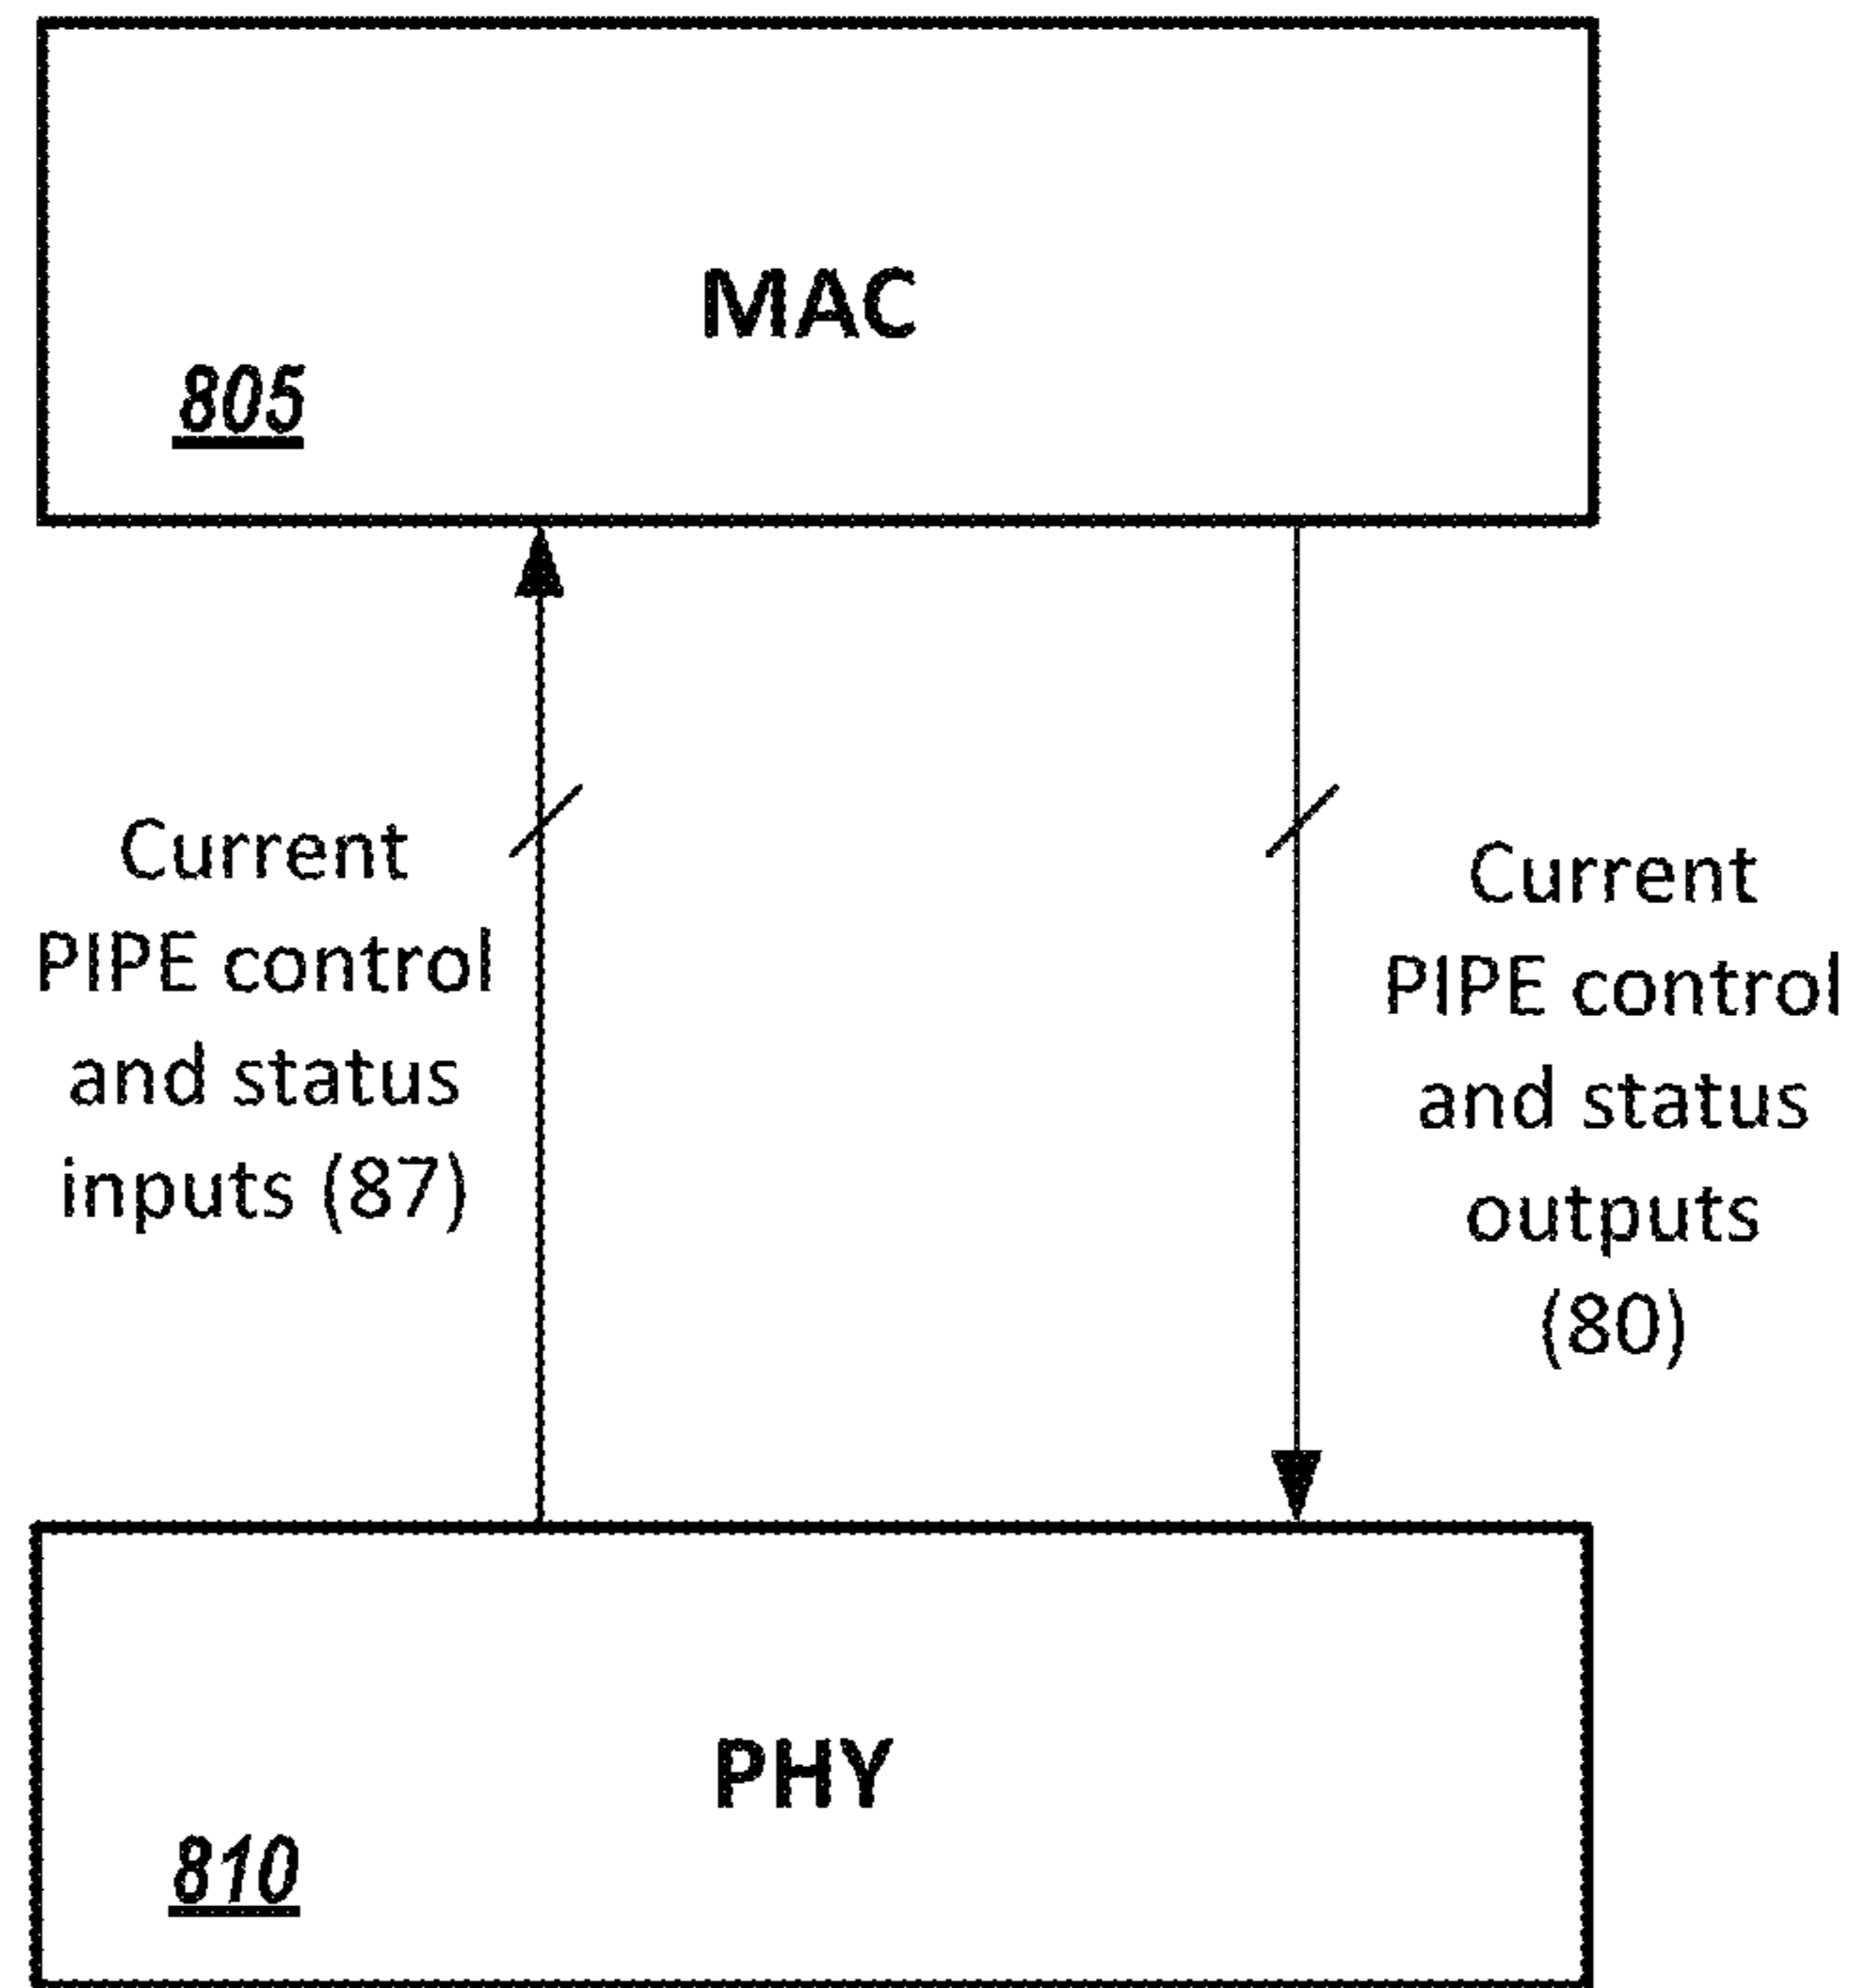 MAC
805
Current
PIPE control
and status
inputs (87)
Current
PIPE control
and status
outputs
(80)
PHY
810